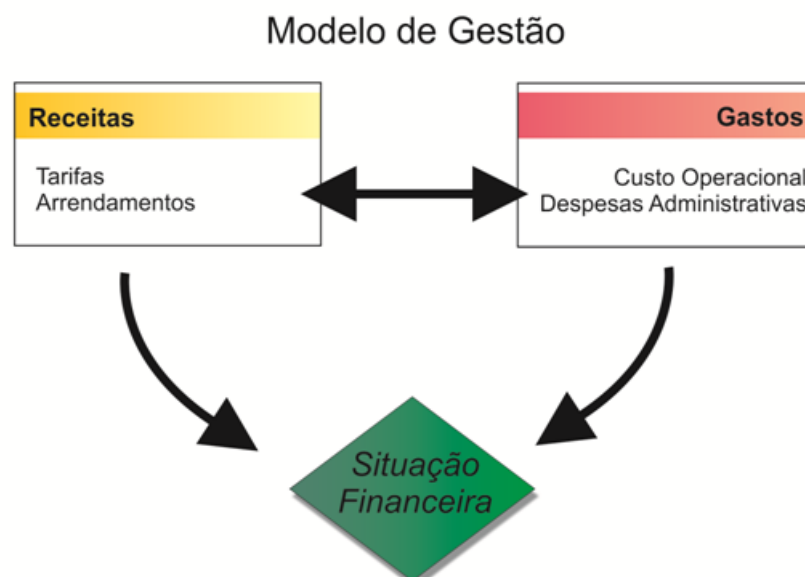 Modelo de Gestão
Receitas
Tarifas
Arrendamentos
Gastos
Custo Operacional
Despesas Administrativas
Situação
Financeira